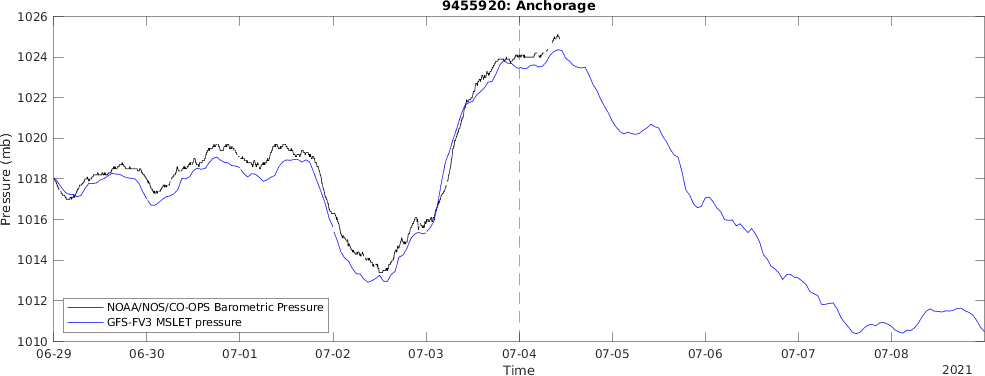 9455920: Anchorage
1026
1024
1022
1020
1018
1016
1014
1012
1010
Pressure (mb)
NOAA/NOS/CO-OPS Barometric Pressure
GFS-FV3 MSLET pressure
06-29 06-30 07-01 07-02 07-03 07-04 07-05 07-06 07-07 07-08
Time
2021